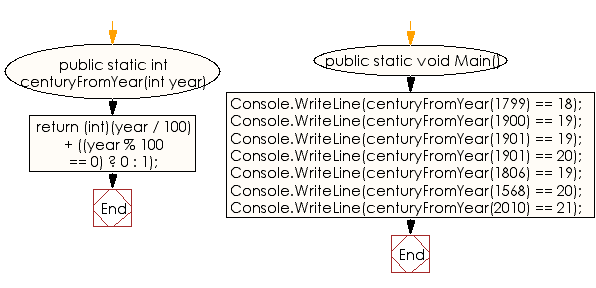 public static int
centuryFromYear(int year)
return (int)(year / 100)
+ ((year % 100
== 0) ? 0 : 1);
End
public static void Main()
Console.WriteLine(centuryFromYear(1799) == 18);
Console.WriteLine(centuryFromYear(1900) == 19);
Console.WriteLine(centuryFromYear(1901) == 19);
Console.WriteLine(centuryFromYear(1901) == 20);
Console.WriteLine(centuryFromYear(1806) == 19);
Console.WriteLine(centuryFromYear(1568) == 20);
Console.WriteLine(centuryFromYear(2010) == 21);
End